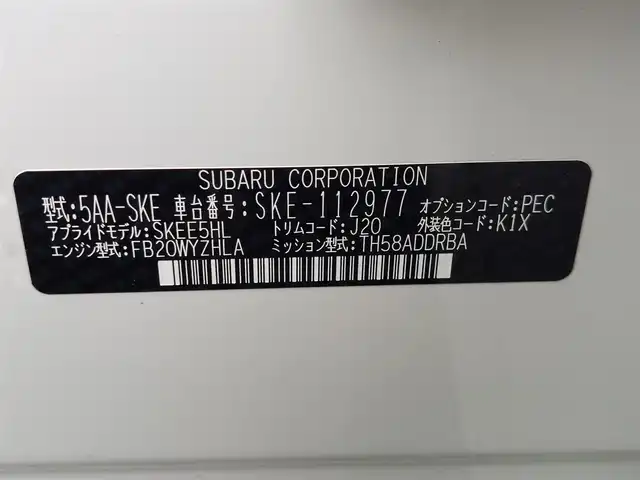 SUBARU CORPORATION
型式:5AA-SKE 車台番号:SKE-112977 オプションコード:PEC
アプライドモデル:SKEE5HL トリムコード:J20 外装色コード:K1X
エンジン型式:FB20WYZHLA ミッション型式:TH58ADDRBA